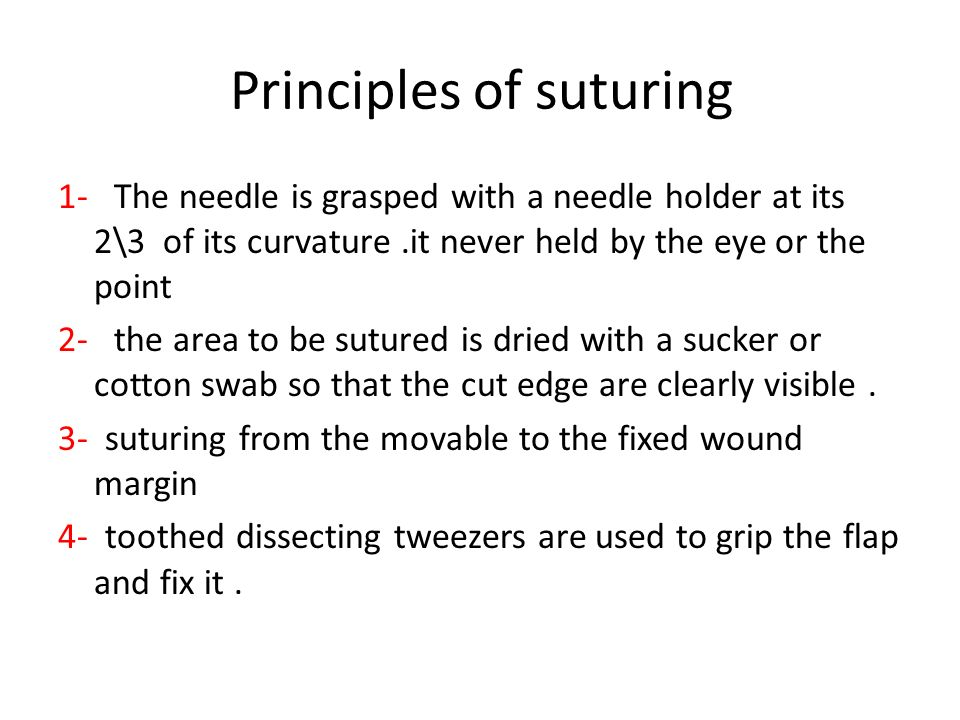 Principles of suturing
1- The needle is grasped with a needle holder at its
2\3 of its curvature .it never held by the eye or the
point
2- the area to be sutured is dried with a sucker or
cotton swab so that the cut edge are clearly visible .
3- suturing from the movable to the fixed wound
margin
4- toothed dissecting tweezers are used to grip the flap
and fix it .